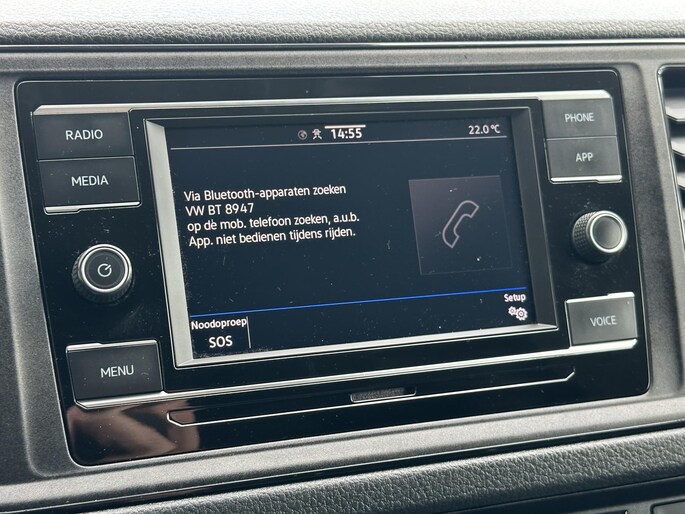 RADIO
MEDIA
MENU
14:55
22.0 °C
Via Bluetooth-apparaten zoeken
VW BT 8947
op de mob. telefoon zoeken, a.u.b.
App. niet bedienen tijdens rijden.
Noodoproep
SOS
Setup
PHONE
APP
VOICE